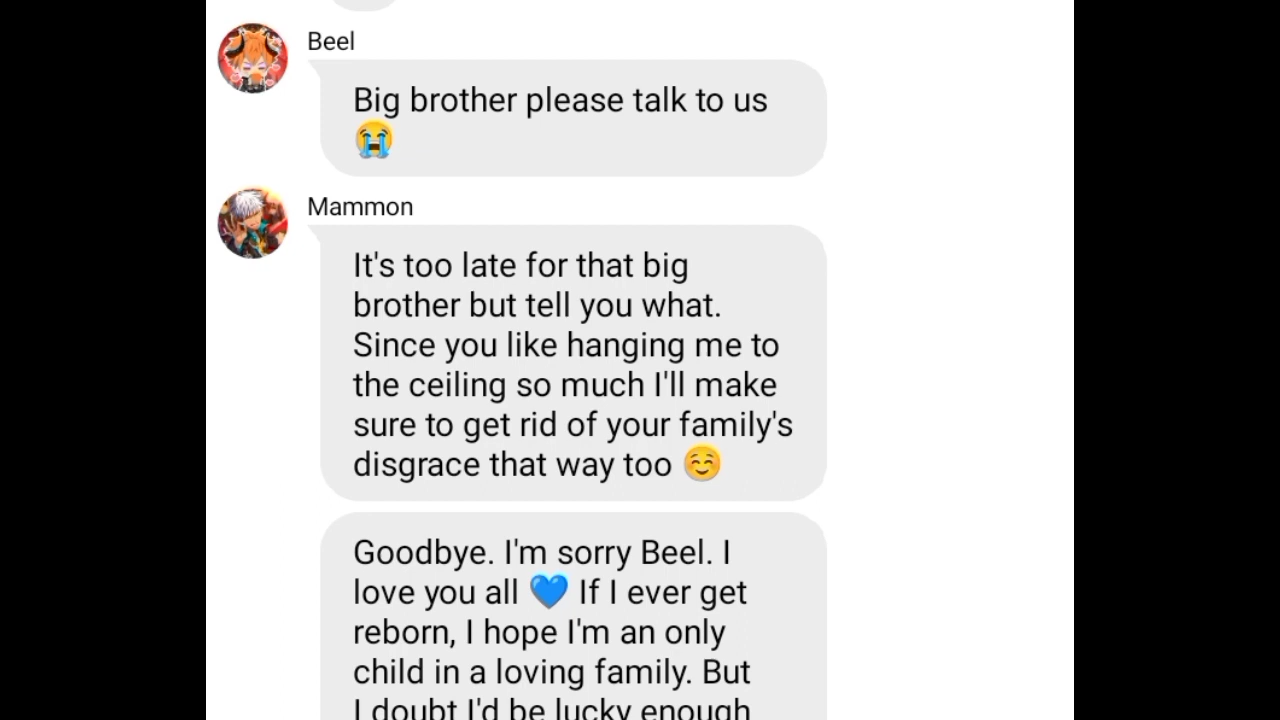 Beel
Big brother please talk to us
😭
Mammon
It's too late for that big
brother but tell you what.
Since you like hanging me to
the ceiling so much I'll make
sure to get rid of your family's
disgrace that way too ☺️
Goodbye. I'm sorry Beel. I
love you all 💙 If I ever get
reborn, I hope I'm an only
child in a loving family. But
I doubt I'd be lucky enough